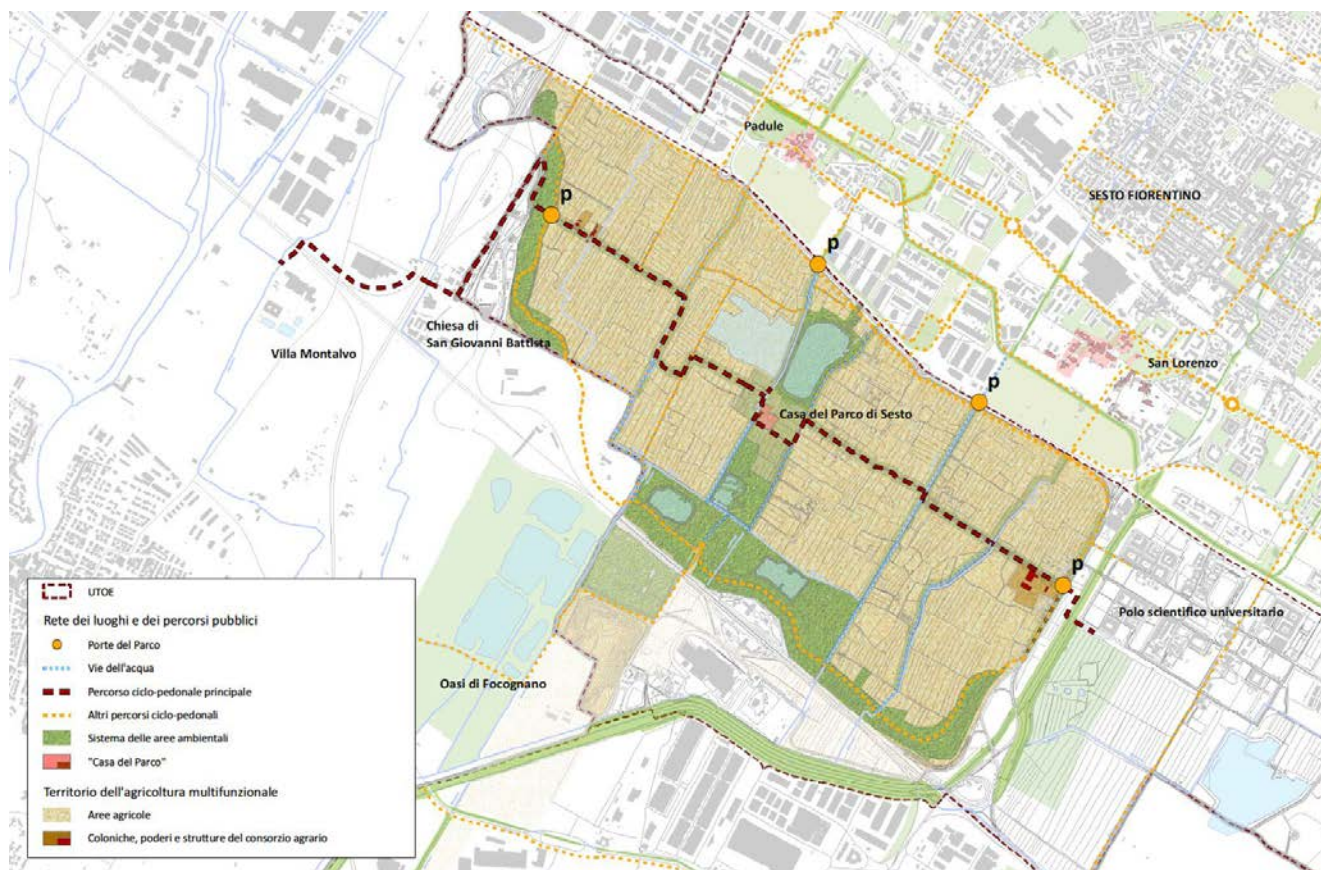 Padule
SESTO FIORENTINO
p
p
San Lorenzo
Chiesa di
San Giovanni Battista
Villa Montalvo
p
Casa del Parco di Sesto
p
Polo scientifico universitario
Oasi di Focognano
UTOE
Rete dei luoghi e dei percorsi pubblici
Porte del Parco
Vie dell'acqua
Percorso ciclo-pedonale principale
Altri percorsi ciclo-pedonali
Sistema delle aree ambientali
"Casa del Parco"
Territorio dell'agricoltura multifunzionale
Aree agricole
Coloniche, poderi e strutture del consorzio agrario